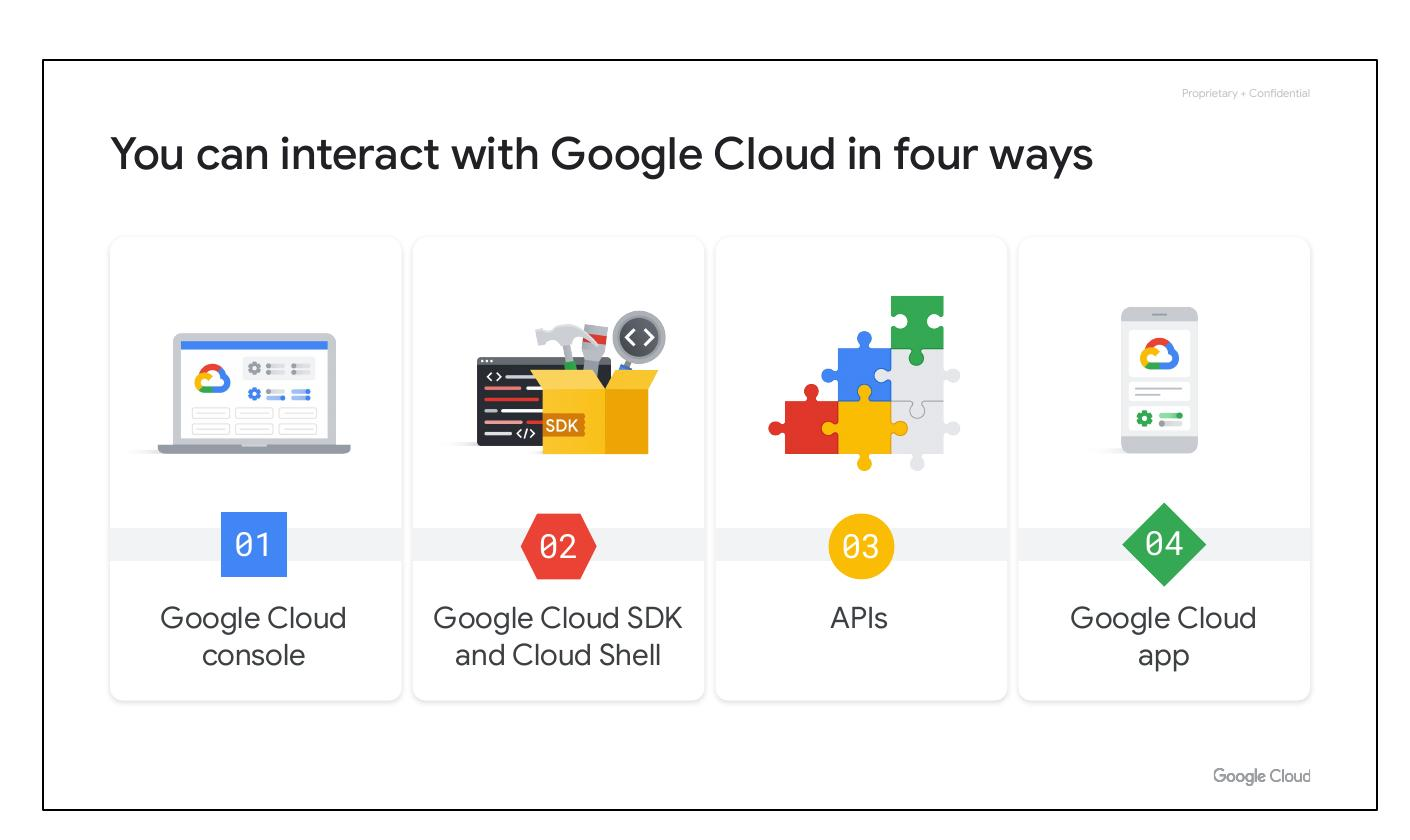 Proprietary + Confidential
You can interact with Google Cloud in four ways
<>
</>
SDK
<>
01
Google Cloud
console
02
Google Cloud SDK
and Cloud Shell
03
APIs
04
Google Cloud
app
Google Cloud